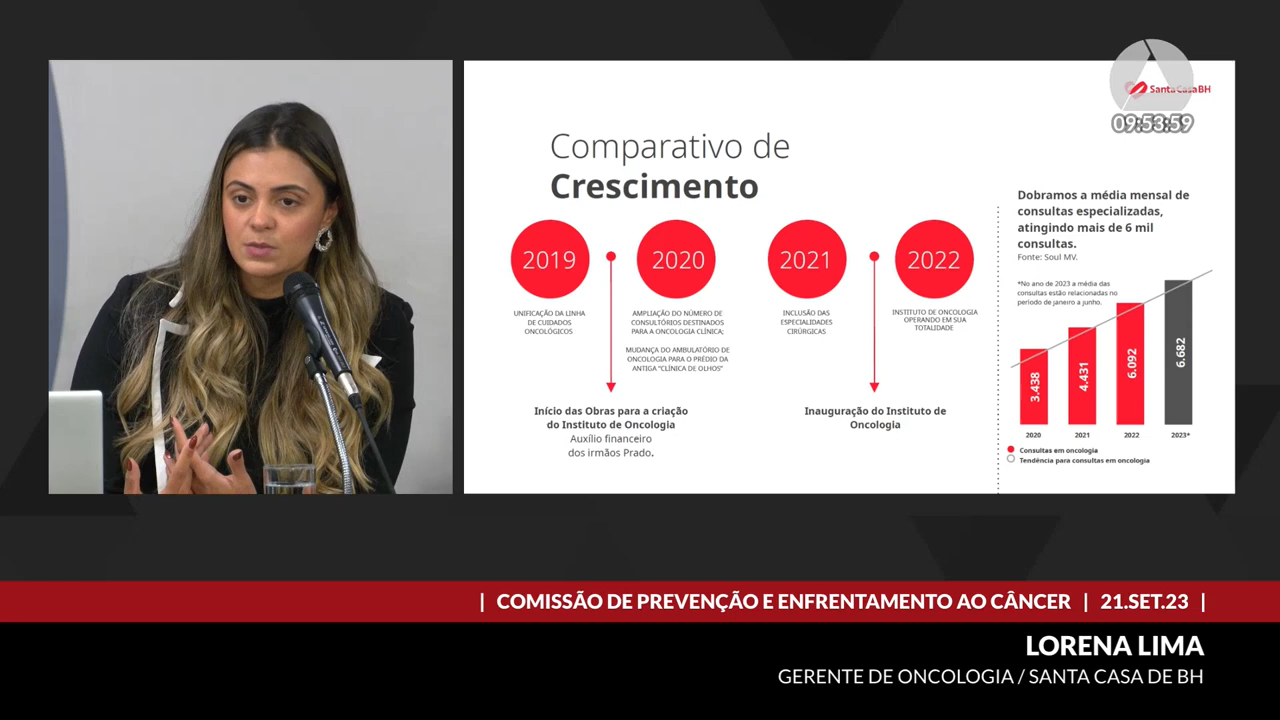 Santa Casa BH
09:53:59
Comparativo de
Crescimento
2019
2020
2021
2022
UNIFICAÇÃO DA LINHA
DE CUIDADOS
ONCOLÓGICOS
AMPLIAÇÃO DO NÚMERO DE
CONSULTÓRIOS DESTINADOS
PARA A ONCOLOGIA CLÍNICA;
MUDANÇA DO AMBULATÓRIO DE
ONCOLOGIA PARA O PRÉDIO DA
ANTIGA "CLÍNICA DE OLHOS"
INCLUSÃO DAS
ESPECIALIDADES
CIRÚRGICAS
INSTITUTO DE ONCOLOGIA
OPERANDO EM SUA
TOTALIDADE
Início das Obras para a criação
do Instituto de Oncologia
Auxílio financeiro
dos irmãos Prado.
Inauguração do Instituto de
Oncologia
Dobramos a média mensal de
consultas especializadas,
atingindo mais de 6 mil
consultas.
Fonte: Soul MV.
*No ano de 2023 a média das
consultas estão relacionadas no
período de janeiro a junho.
3.438
4.431
6.092
6.682
2020
2021
2022
2023*
Consultas em oncologia
Tendência para consultas em oncologia
| COMISSÃO DE PREVENÇÃO E ENFRENTAMENTO AO CÂNCER | 21.SET.23 |
LORENA LIMA
GERENTE DE ONCOLOGIA / SANTA CASA DE BH